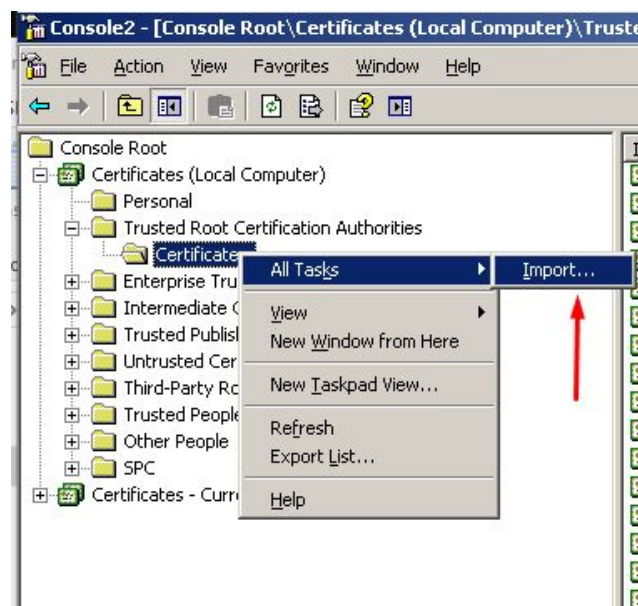 Console2 - [Console Root\Certificates (Local Computer)\Truste
File Action View Favorites Window Help
Console Root
Certificates (Local Computer)
Personal
Trusted Root Certification Authorities
Certificate
All Tasks
Import...
Enterprise Tru
Intermediate C
View
Trusted Publis
New Window from Here
Untrusted Cer
Third-Party Ro
New Taskpad View...
Trusted People
Refresh
Other People
Export List...
SPC
Certificates - Curr
Help